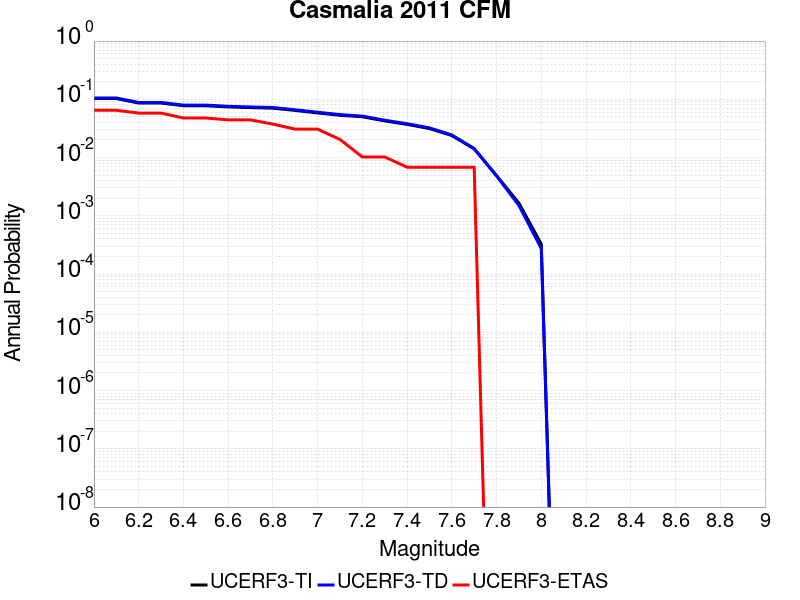 Casmalia 2011 CFM
Annual Probability
10^0
10^-1
10^-2
10^-3
10^-4
10^-5
10^-6
10^-7
10^-8
6 6.2 6.4 6.6 6.8 7 7.2 7.4 7.6 7.8 8 8.2 8.4 8.6 8.8 9
Magnitude
UCERF3-TI UCERF3-TD UCERF3-ETAS